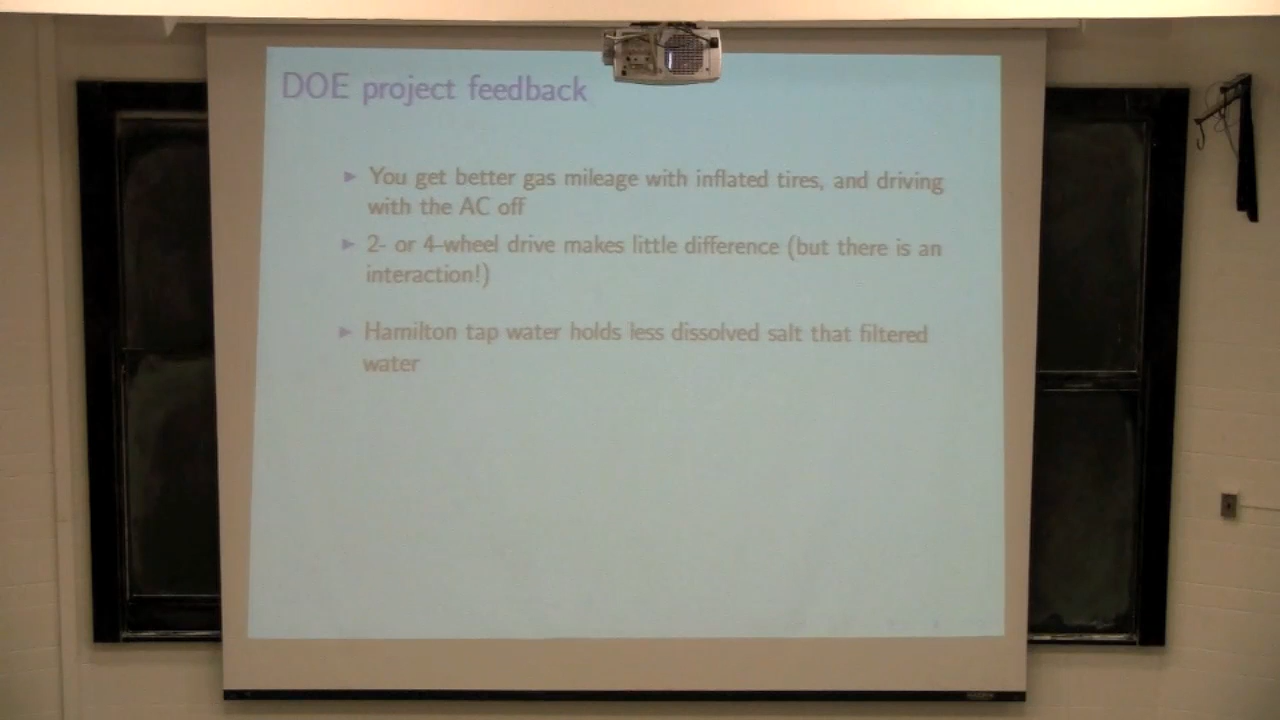 DOE project feedback
You get better gas mileage with inflated tires, and driving
with the AC off
2- or 4-wheel drive makes little difference (but there is an
interaction!)
Hamilton tap water holds less dissolved salt that filtered
water